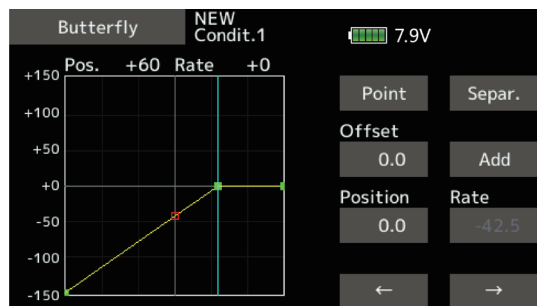 Butterfly
NEW
Condit.1
7.9V
Pos. +60 Rate +0
+150
+100
+50
+0
-50
-100
-150
Point
Separ.
Offset
0.0
Add
Position
Rate
0.0
-42.5
←
→